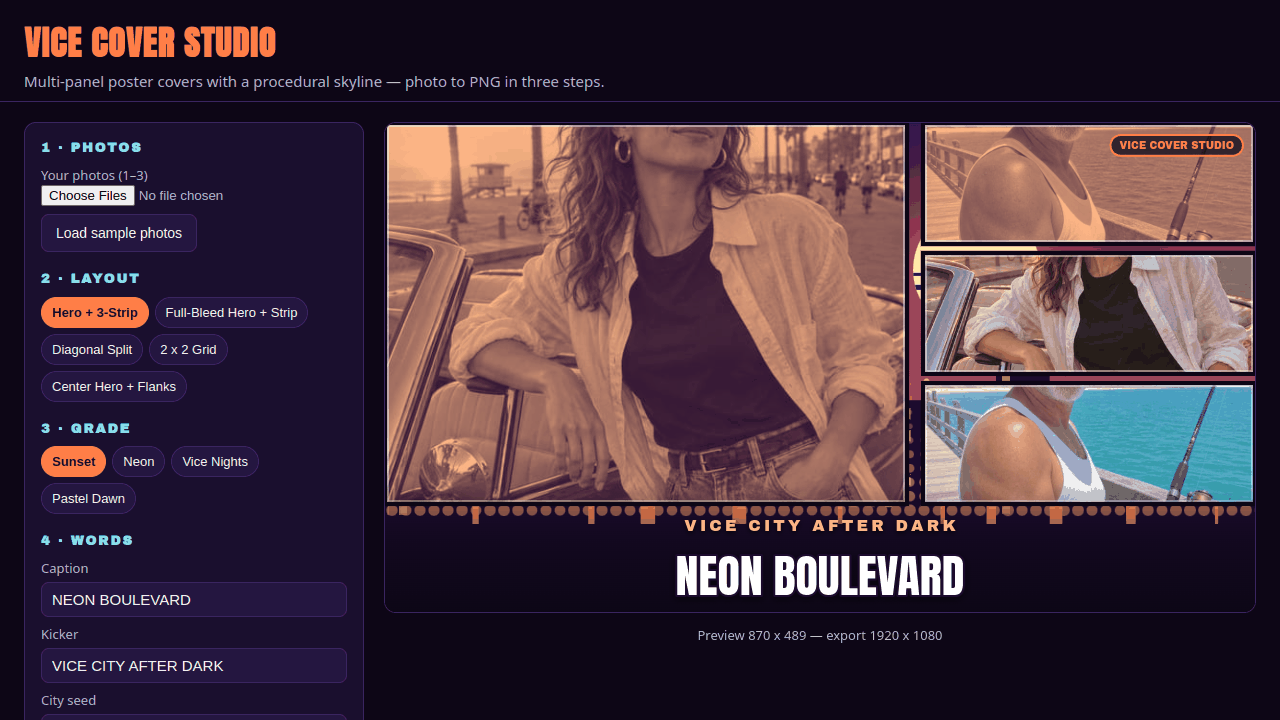 VICE COVER STUDIO
Multi-panel poster covers with a procedural skyline — photo to PNG in three steps.
1 · PHOTOS
Your photos (1–3)
Choose Files No file chosen
Load sample photos
2 · LAYOUT
Hero + 3-Strip
Full-Bleed Hero + Strip
Diagonal Split
2 x 2 Grid
Center Hero + Flanks
3 · GRADE
Sunset
Neon
Vice Nights
Pastel Dawn
4 · WORDS
Caption
NEON BOULEVARD
Kicker
VICE CITY AFTER DARK
City seed
VICE COVER STUDIO
VICE CITY AFTER DARK
NEON BOULEVARD
Preview 870 x 489 — export 1920 x 1080